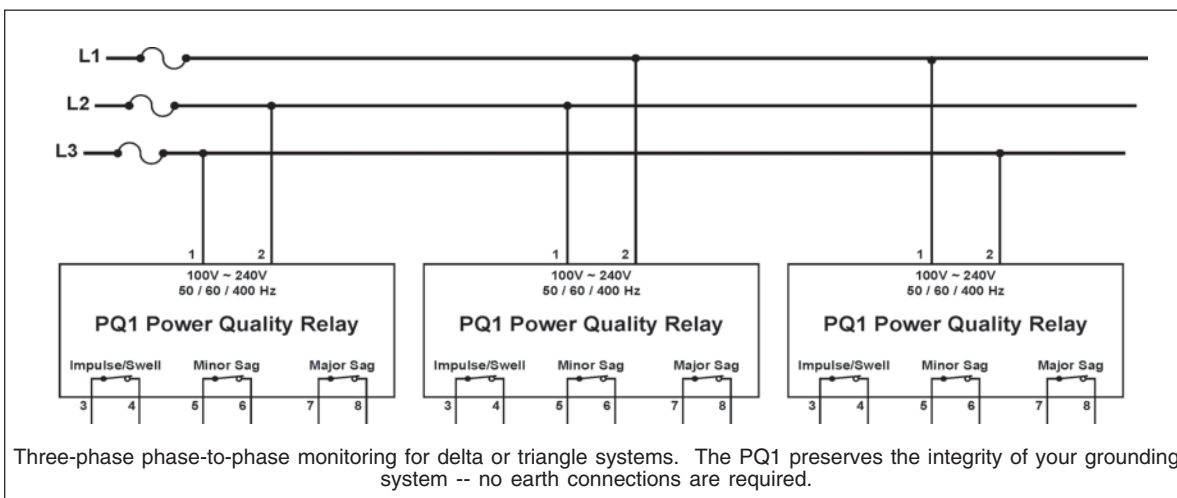 L1
L2
L3
1 2 1 2 1 2
100V ~ 240V 100V ~ 240V 100V ~ 240V
50 / 60 / 400 Hz 50 / 60 / 400 Hz 50 / 60 / 400 Hz
PQ1 Power Quality Relay PQ1 Power Quality Relay PQ1 Power Quality Relay
Impulse/Swell Minor Sag Major Sag Impulse/Swell Minor Sag Major Sag Impulse/Swell Minor Sag Major Sag
3 4 5 6 7 8 3 4 5 6 7 8 3 4 5 6 7 8
Three-phase phase-to-phase monitoring for delta or triangle systems. The PQ1 preserves the integrity of your grounding
system -- no earth connections are required.